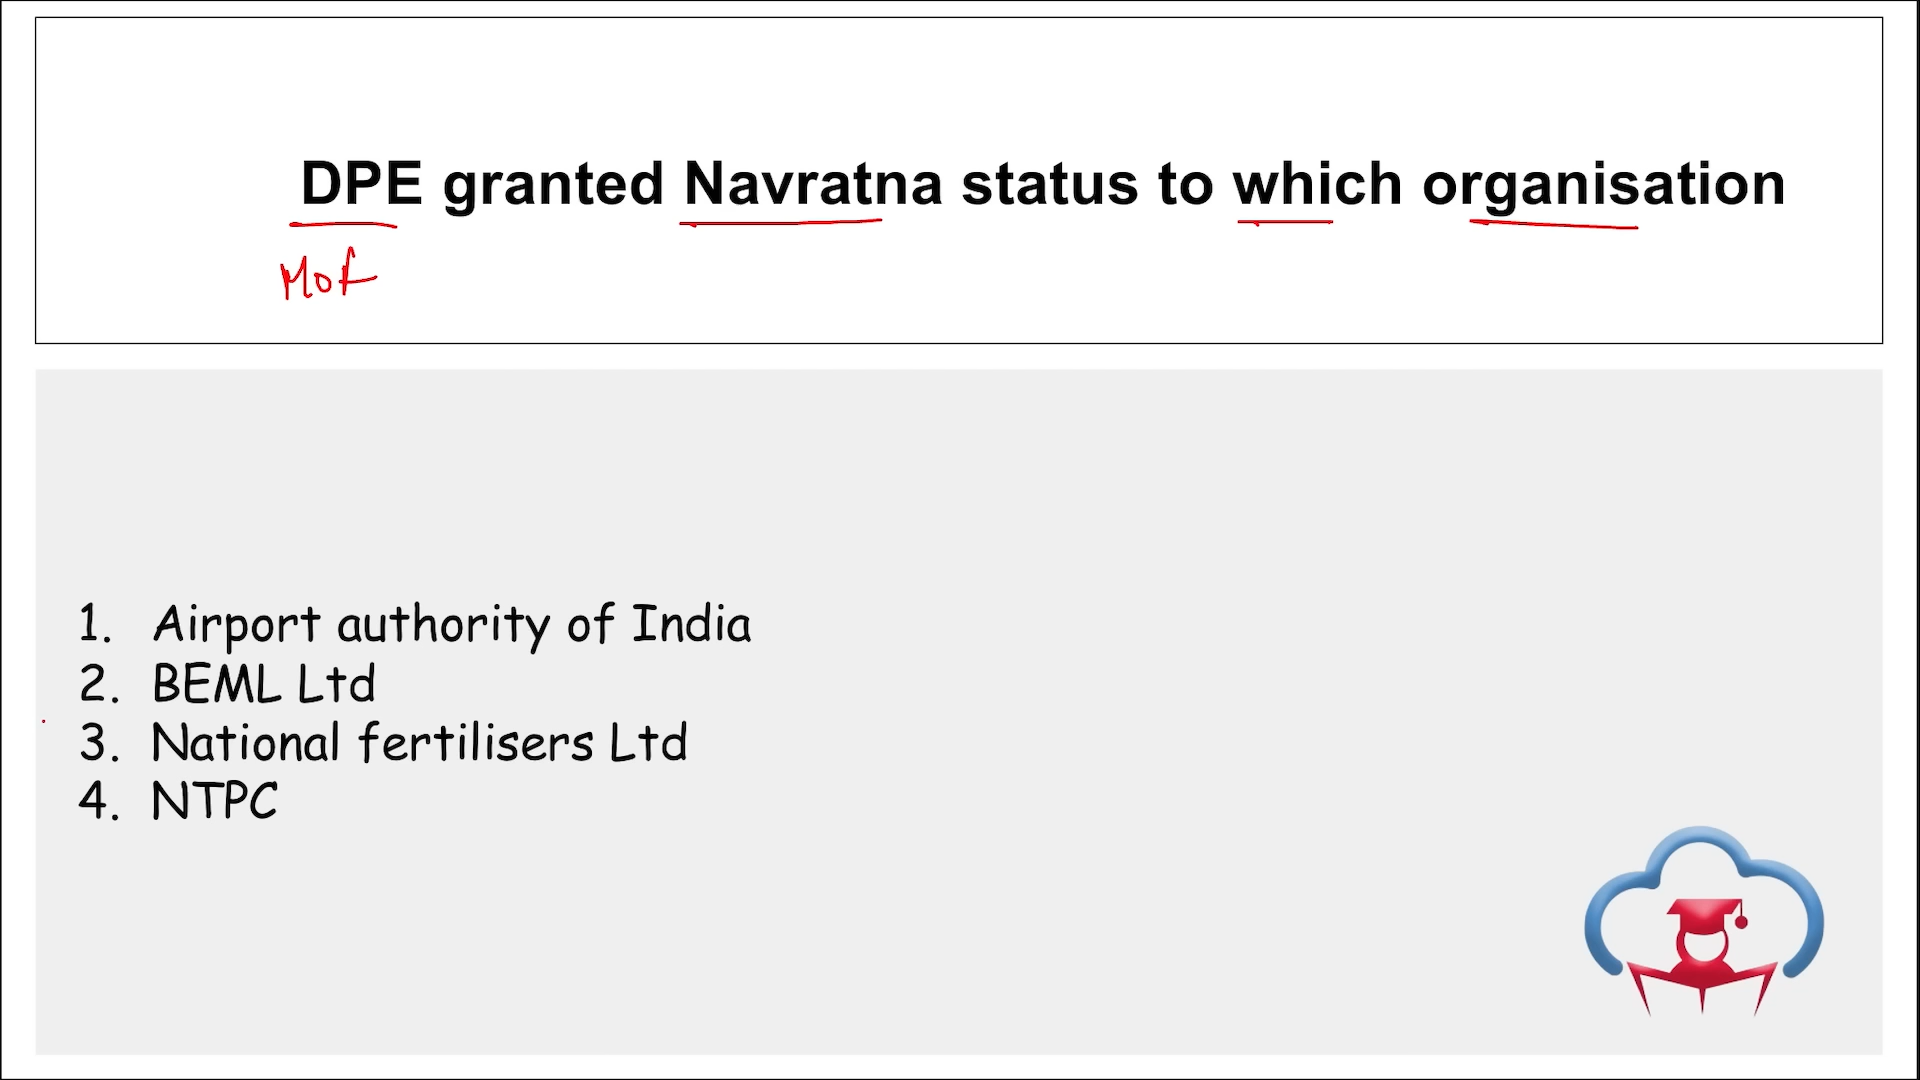 DPE granted Navratna status to which organisation
MOF
1. Airport authority of India
2. BEML Ltd
3. National fertilisers Ltd
4. NTPC